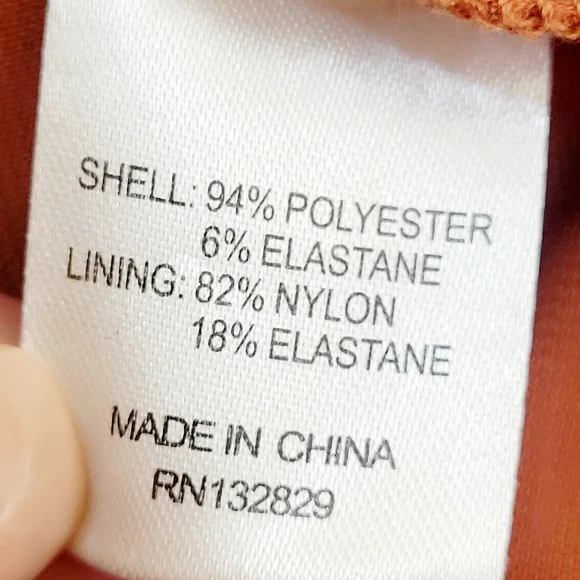 SHELL: 94% POLYESTER
6% ELASTANE
LINING: 82% NYLON
18% ELASTANE
MADE IN CHINA
RN132829